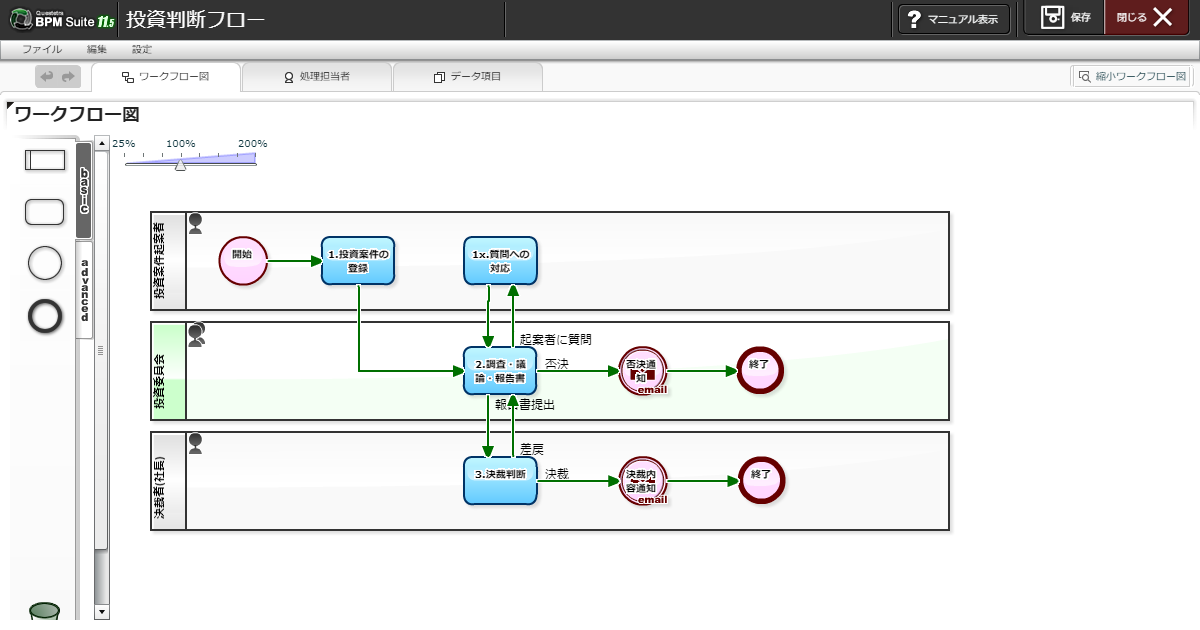 Questetra
BPM Suite 11.5
投資判断フロー
マニュアル表示
保存
閉じる
ファイル 編集 設定
ワークフロー図
処理担当者
データ項目
縮小ワークフロー図
ワークフロー図
basic
advanced
25% 100% 200%
投資案件起案者
開始
1.投資案件の
登録
1x.質問への
対応
投資委員会
起案者に質問
2.調査・議
論・報告書
否決
否決通
知
email
終了
報告書提出
決裁者(社長)
差戻
3.決裁判断
決裁
決裁内
容通知
email
終了